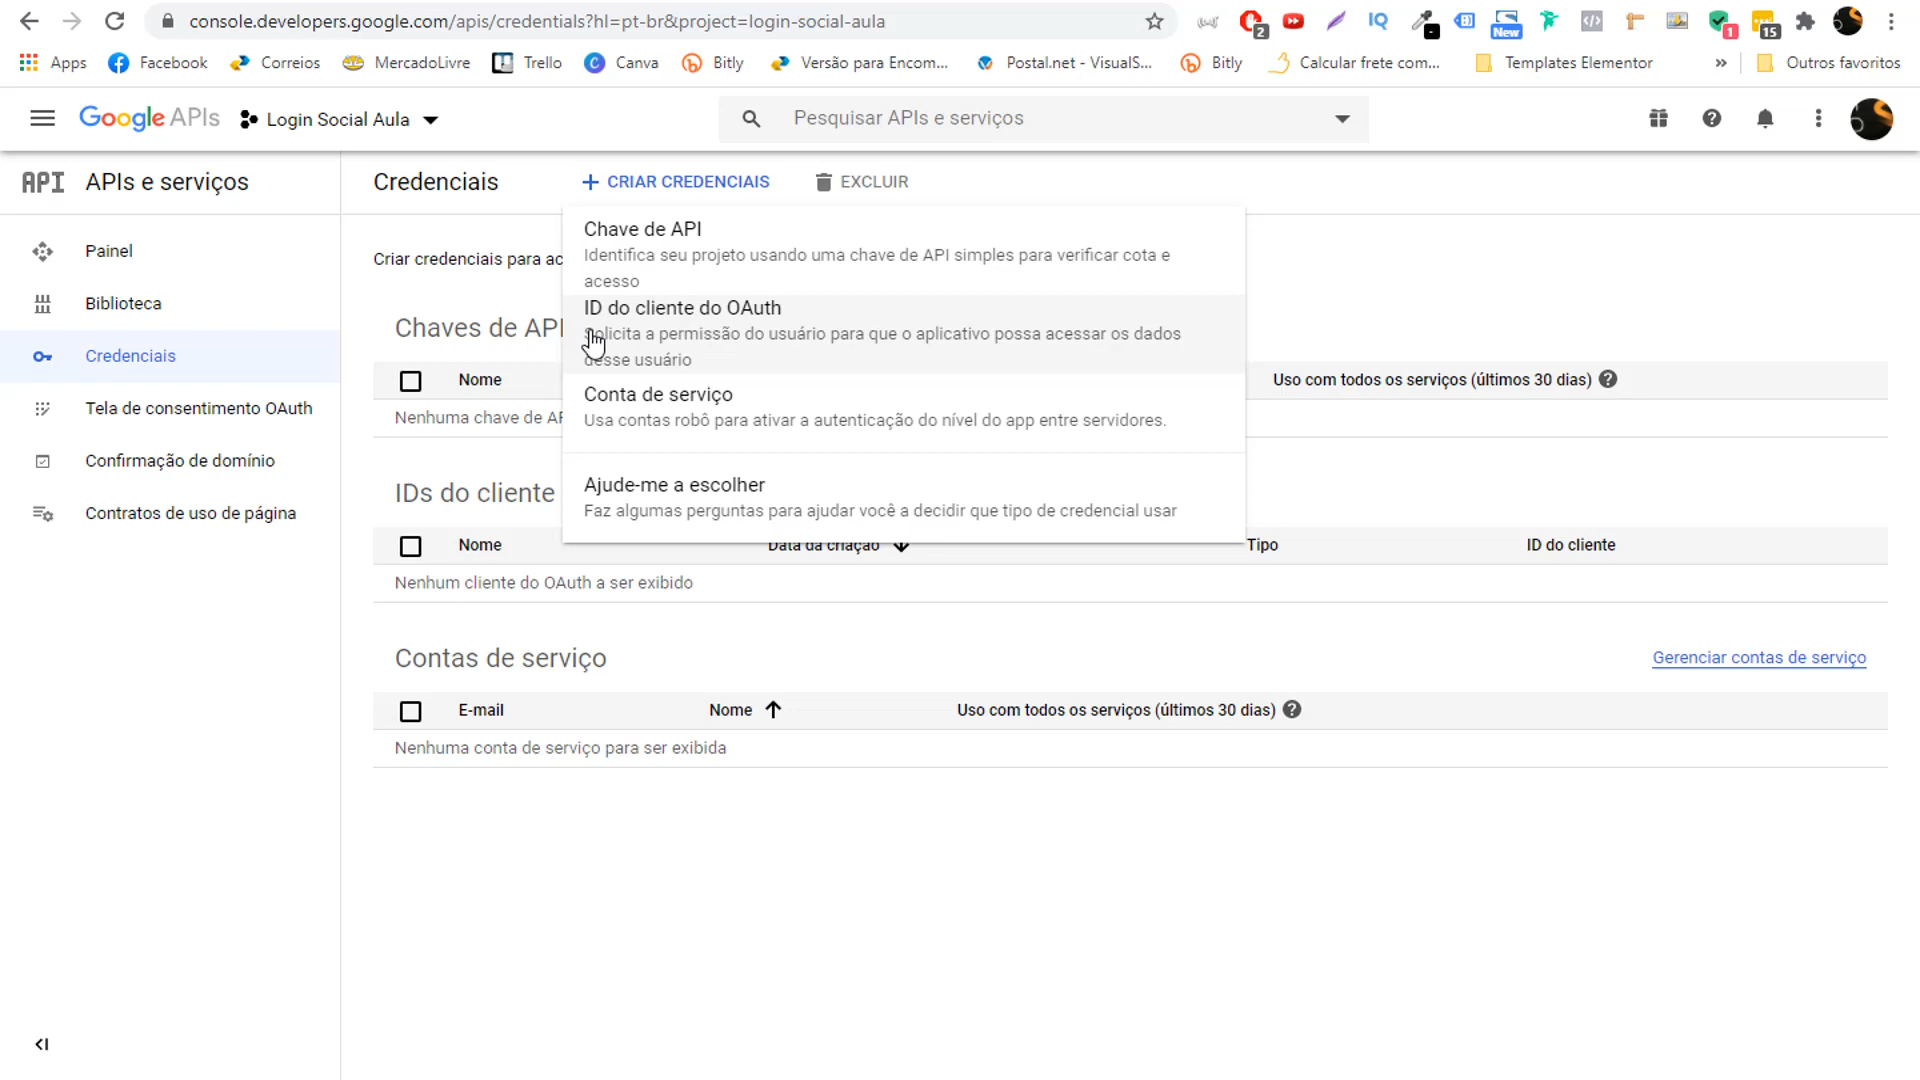 console.developers.google.com/apis/credentials?hl=pt-br&project=login-social-aula
2
New
1
15
Apps
Facebook
Correios
MercadoLivre
Trello
Canva
Bitly
Versão para Encom...
Postal.net - VisualS...
Bitly
Calcular frete com...
Templates Elementor
»
Outros favoritos
Google APIs
Login Social Aula
Pesquisar APIs e serviços
API APIs e serviços
Credenciais
+ CRIAR CREDENCIAIS
EXCLUIR
Painel
Biblioteca
Credenciais
Tela de consentimento OAuth
Confirmação de domínio
Contratos de uso de página
Criar credenciais para ac
Chave de API
Identifica seu projeto usando uma chave de API simples para verificar cota e
acesso
ID do cliente do OAuth
Solicita a permissão do usuário para que o aplicativo possa acessar os dados
desse usuário
Conta de serviço
Usa contas robô para ativar a autenticação do nível do app entre servidores.
Ajude-me a escolher
Faz algumas perguntas para ajudar você a decidir que tipo de credencial usar
Chaves de API
Nome
Uso com todos os serviços (últimos 30 dias)
Nenhuma chave de AP
IDs do cliente
Nome
Data da criação
Tipo
ID do cliente
Nenhum cliente do OAuth a ser exibido
Contas de serviço
Gerenciar contas de serviço
E-mail
Nome
Uso com todos os serviços (últimos 30 dias)
Nenhuma conta de serviço para ser exibida